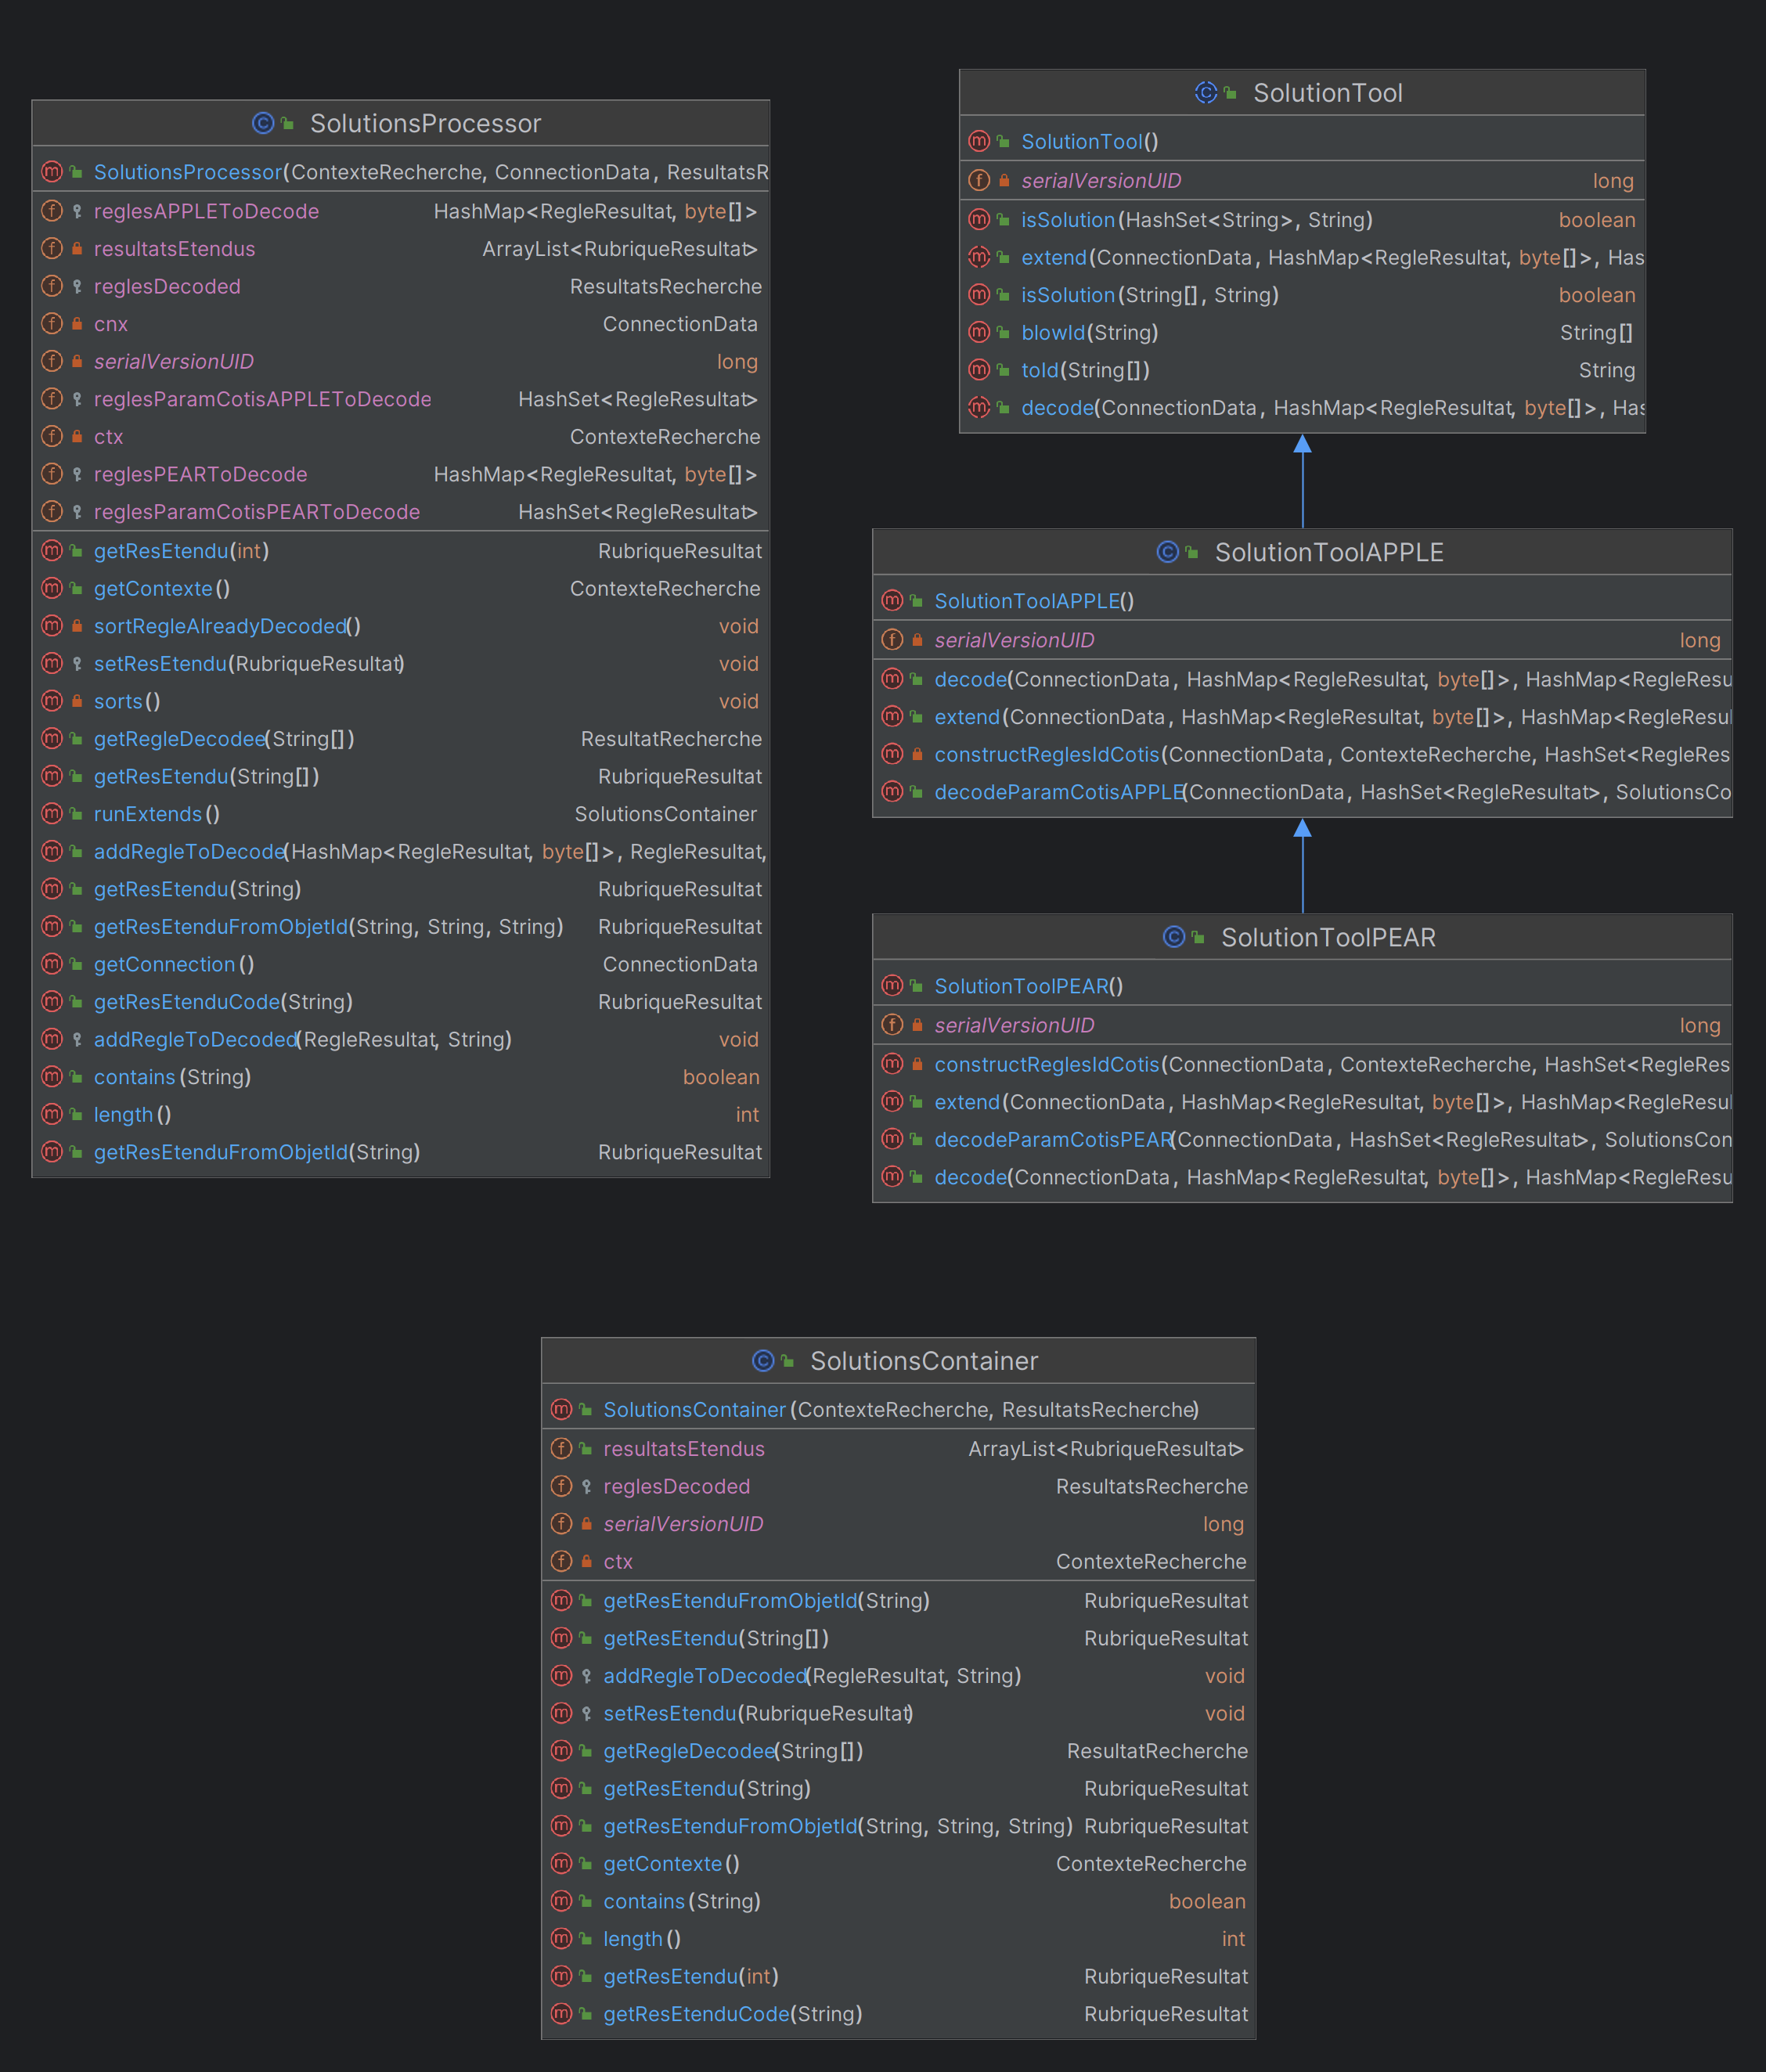 SolutionsProcessor
SolutionsProcessor(ContexteRecherche, ConnectionData, ResultatsR
reglesAPPLEToDecode HashMap<RegleResultat, byte[]>
resultatsEtendus ArrayList<RubriqueResultat>
reglesDecoded ResultatsRecherche
cnx ConnectionData
serialVersionUID long
reglesParamCotisAPPLEToDecode HashSet<RegleResultat>
ctx ContexteRecherche
reglesPEARToDecode HashMap<RegleResultat, byte[]>
reglesParamCotisPEARToDecode HashSet<RegleResultat>
getResEtendu(int) RubriqueResultat
getContexte() ContexteRecherche
sortRegleAlreadyDecoded() void
setResEtendu(RubriqueResultat) void
sorts() void
getRegleDecodee(String[]) ResultatRecherche
getResEtendu(String[]) RubriqueResultat
runExtends() SolutionsContainer
addRegleToDecode(HashMap<RegleResultat, byte[]>, RegleResultat,
getResEtendu(String) RubriqueResultat
getResEtenduFromObjetId(String, String, String) RubriqueResultat
getConnection() ConnectionData
getResEtenduCode(String) RubriqueResultat
addRegleToDecoded(RegleResultat, String) void
contains(String) boolean
length() int
getResEtenduFromObjetId(String) RubriqueResultat
SolutionTool
SolutionTool()
serialVersionUID long
isSolution(HashSet<String>, String) boolean
extend(ConnectionData, HashMap<RegleResultat, byte[]>, Has
isSolution(String[], String) boolean
blowId(String) String[]
toId(String[]) String
decode(ConnectionData, HashMap<RegleResultat, byte[]>, Has
SolutionToolAPPLE
SolutionToolAPPLE()
serialVersionUID long
decode(ConnectionData, HashMap<RegleResultat, byte[]>, HashMap<RegleResu
extend(ConnectionData, HashMap<RegleResultat, byte[]>, HashMap<RegleResul
constructReglesIdCotis(ConnectionData, ContexteRecherche, HashSet<RegleRes
decodeParamCotisAPPLE(ConnectionData, HashSet<RegleResultat>, SolutionsCo
SolutionToolPEAR
SolutionToolPEAR()
serialVersionUID long
constructReglesIdCotis(ConnectionData, ContexteRecherche, HashSet<RegleRes
extend(ConnectionData, HashMap<RegleResultat, byte[]>, HashMap<RegleResul
decodeParamCotisPEAR(ConnectionData, HashSet<RegleResultat>, SolutionsCon
decode(ConnectionData, HashMap<RegleResultat, byte[]>, HashMap<RegleResu
SolutionsContainer
SolutionsContainer(ContexteRecherche, ResultatsRecherche)
resultatsEtendus ArrayList<RubriqueResultat>
reglesDecoded ResultatsRecherche
serialVersionUID long
ctx ContexteRecherche
getResEtenduFromObjetId(String) RubriqueResultat
getResEtendu(String[]) RubriqueResultat
addRegleToDecoded(RegleResultat, String) void
setResEtendu(RubriqueResultat) void
getRegleDecodee(String[]) ResultatRecherche
getResEtendu(String) RubriqueResultat
getResEtenduFromObjetId(String, String, String) RubriqueResultat
getContexte() ContexteRecherche
contains(String) boolean
length() int
getResEtendu(int) RubriqueResultat
getResEtenduCode(String) RubriqueResultat